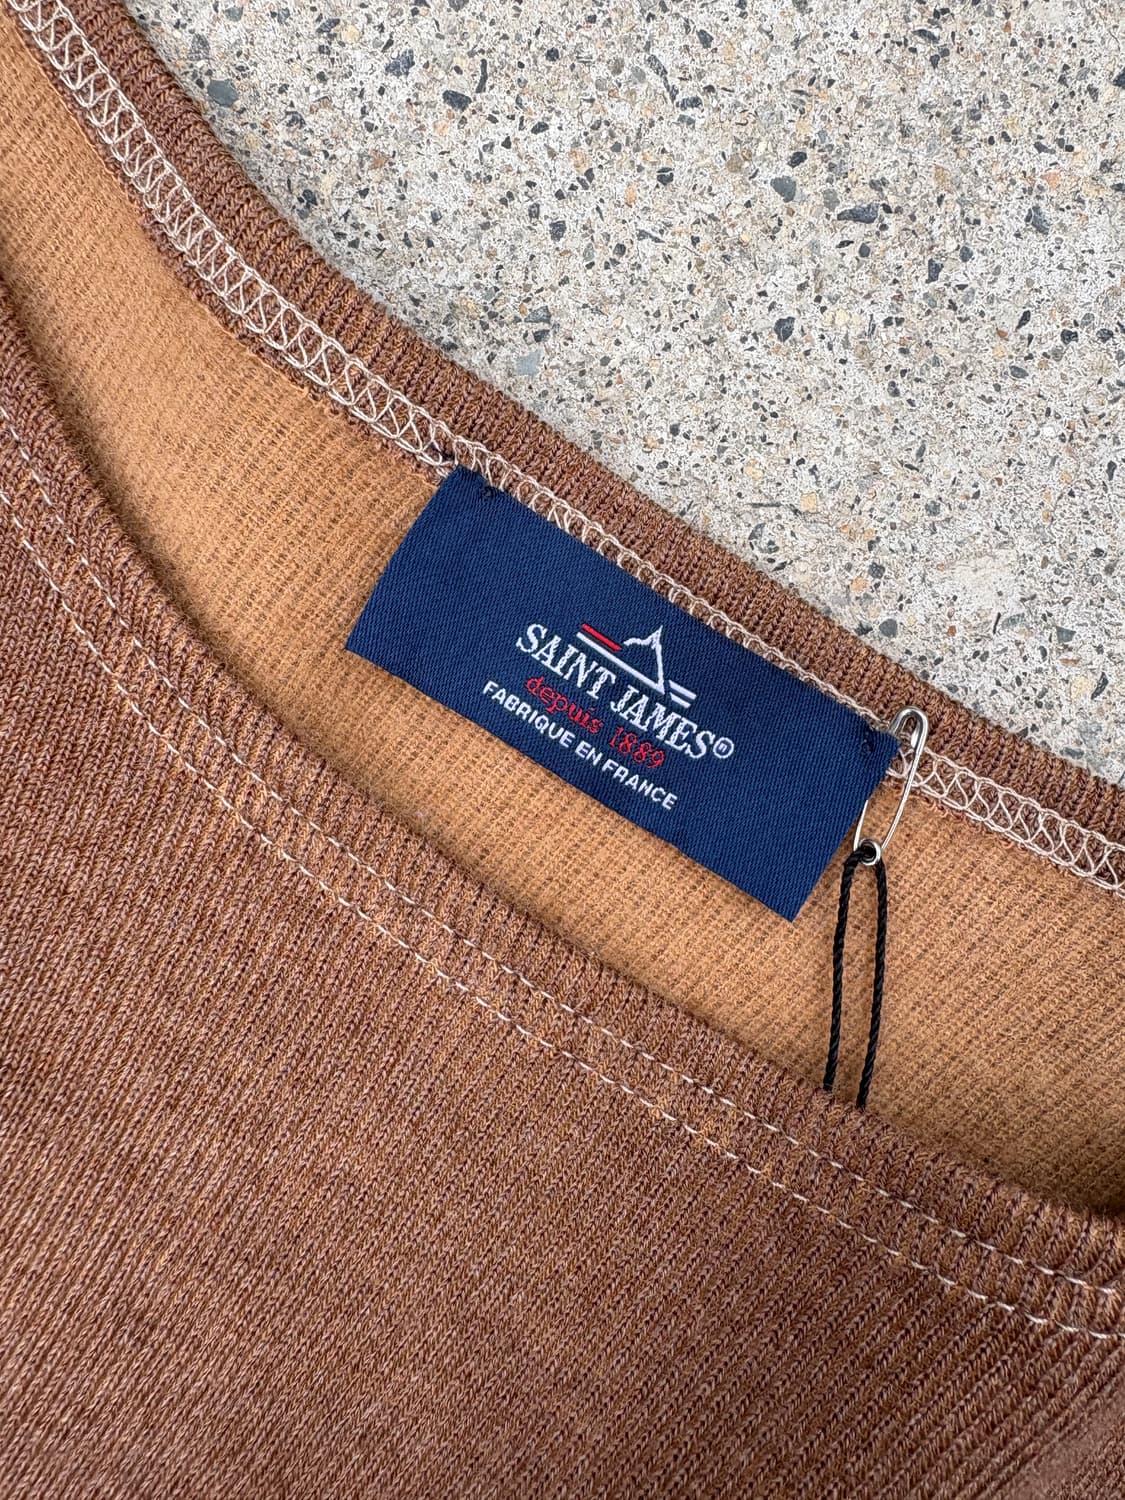 SAINT JAMES®
depuis 1889
FABRIQUE EN FRANCE